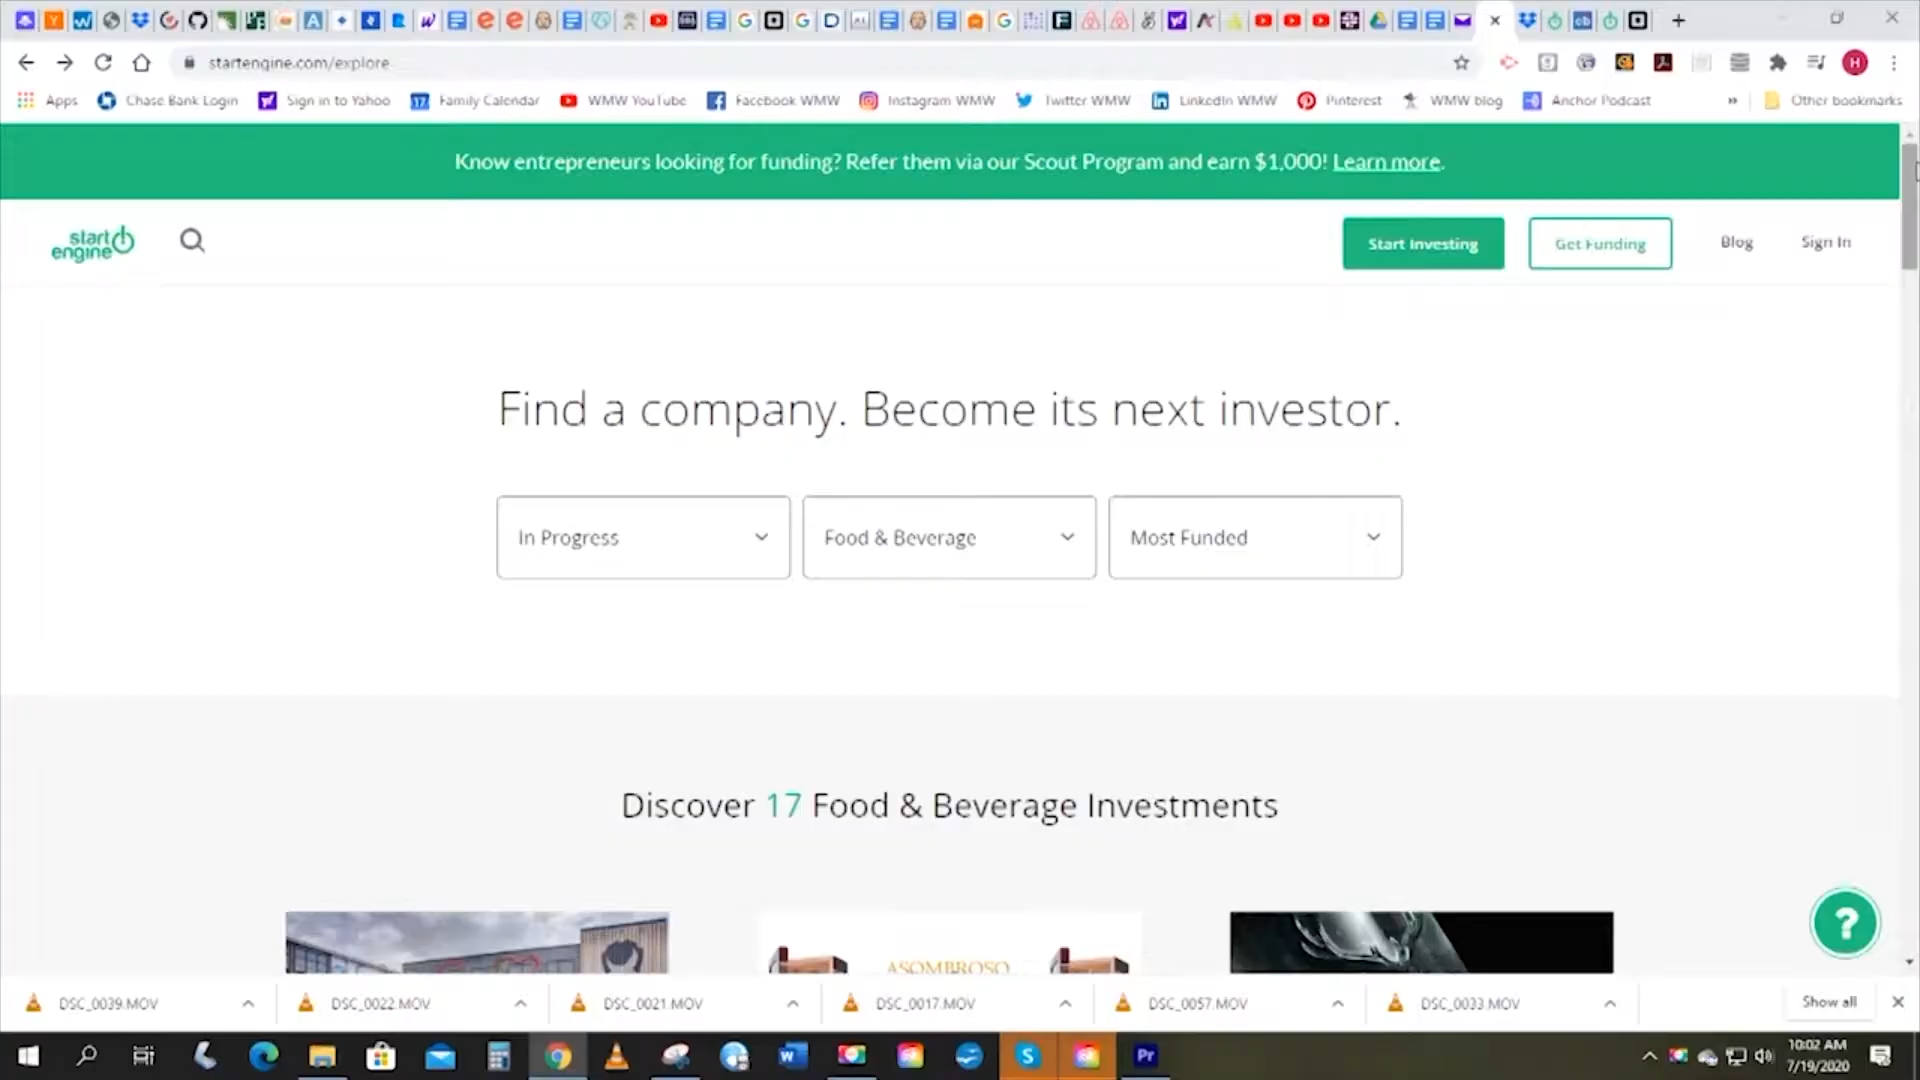 startengine.com/explore
Apps
Chase Bank Login
Sign in to Yahoo
Family Calendar
WMW YouTube
Facebook WMW
Instagram WMW
Twitter WMW
LinkedIn WMW
Pinterest
WMW blog
Anchor Podcast
»
Other bookmarks
Know entrepreneurs looking for funding? Refer them via our Scout Program and earn $1,000! Learn more.
start
engine
Start Investing
Get Funding
Blog
Sign In
Find a company. Become its next investor.
In Progress
Food & Beverage
Most Funded
Discover 17 Food & Beverage Investments
ASOMBROSO
?
DSC_0039.MOV
DSC_0022.MOV
DSC_0021.MOV
DSC_0017.MOV
DSC_0057.MOV
DSC_0033.MOV
Show all
10:02 AM
7/19/2020